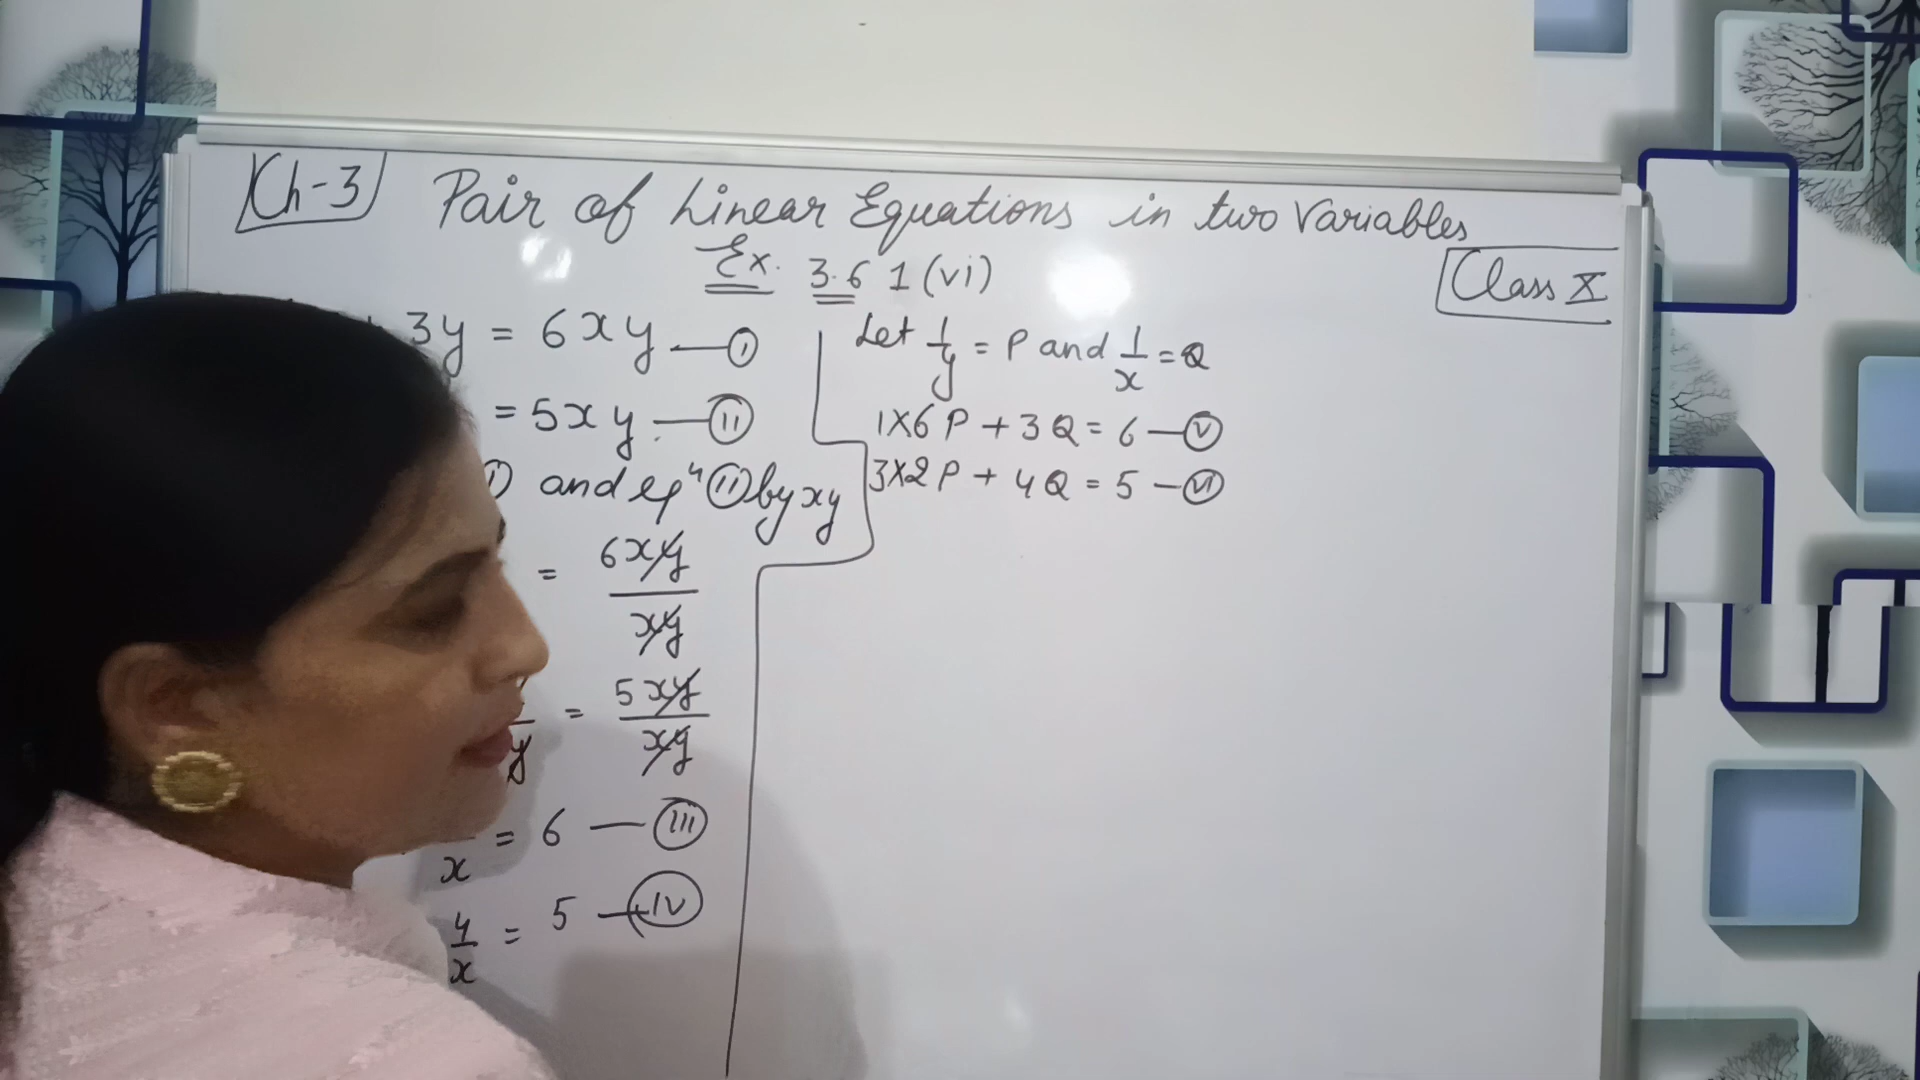 Ch-3 Pair of Linear Equations in two Variables
Ex. 3.6 1 (vi)
Class X
3y = 6xy — (I)
= 5xy — (II)
(I) and eqⁿ (II) by xy
= 6xy/xy
y = 5xy/xy
x = 6 — (III)
4/x = 5 — (IV)
Let 1/y = P and 1/x = Q
1×6P + 3Q = 6 — (V)
3×2P + 4Q = 5 — (VI)